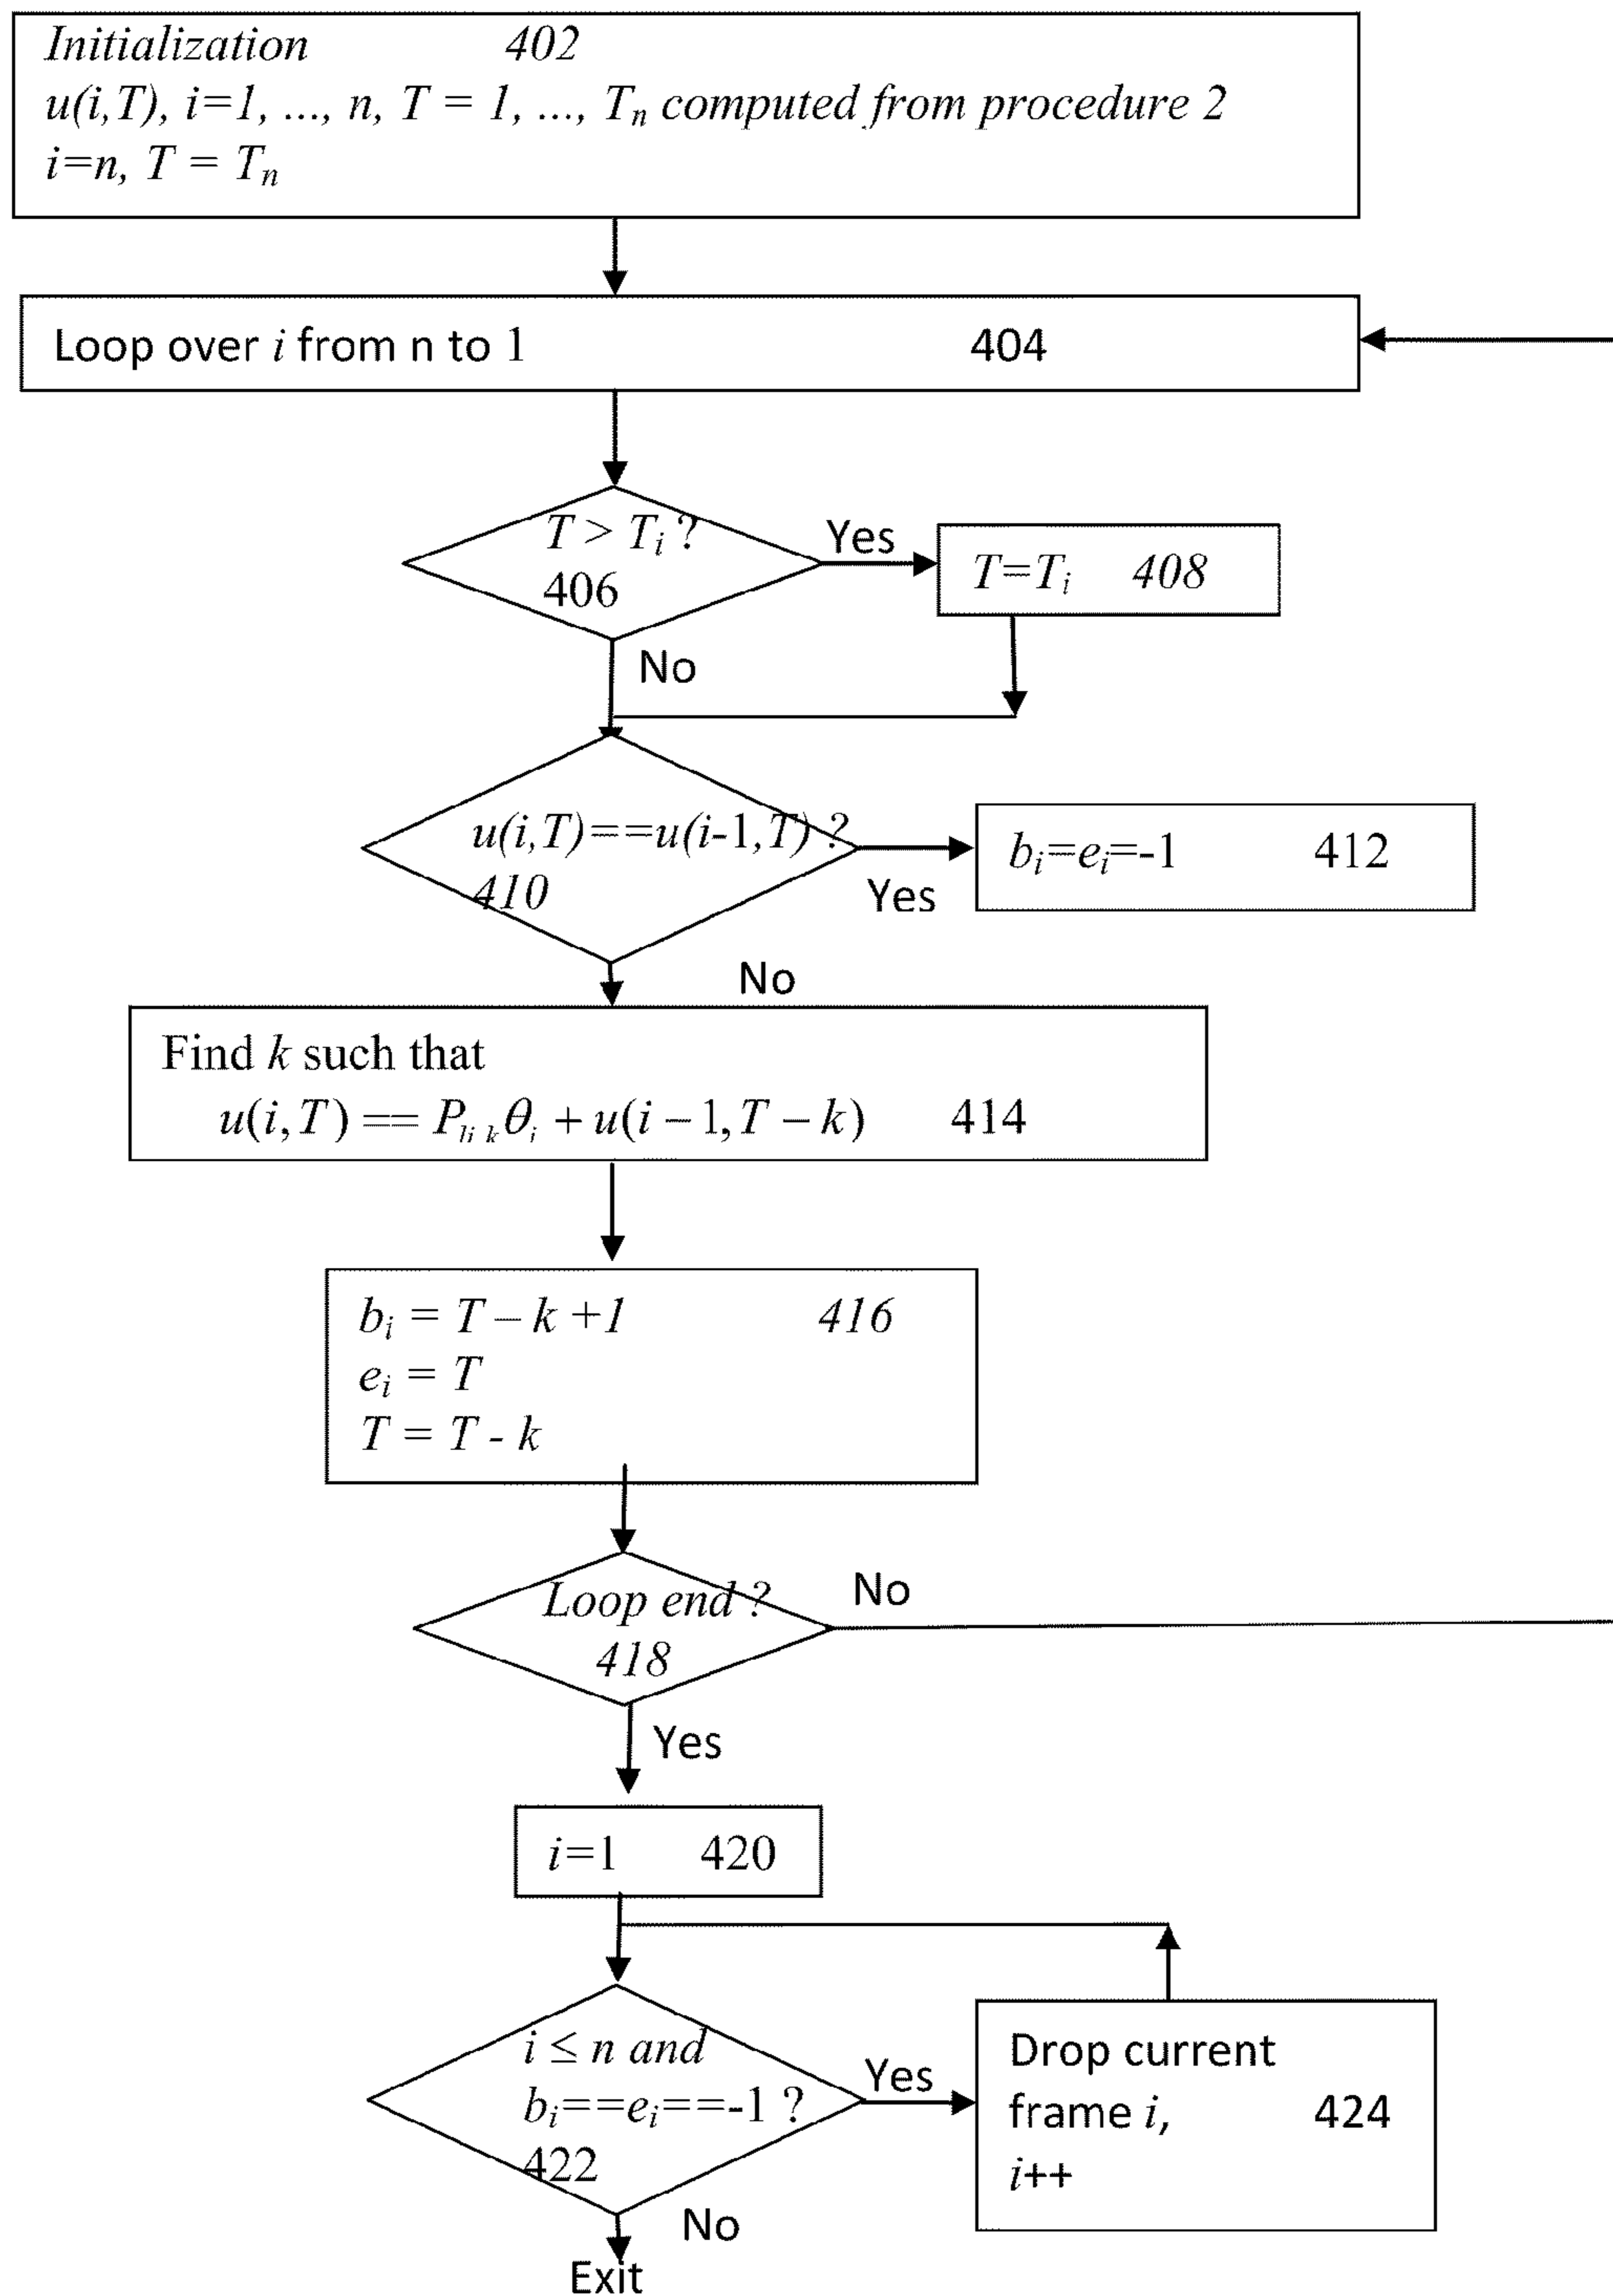 Initialization 402
u(i,T), i=1, ..., n, T = 1, ..., Tn computed from procedure 2
i=n, T = Tn
Loop over i from n to 1 404
T > Ti ?
406
Yes
T=Ti 408
No
u(i,T)==u(i-1,T) ?
410
Yes
bi=ei=-1 412
No
Find k such that
u(i,T) == Pli k θi + u(i – 1,T – k) 414
bi = T – k +1 416
ei = T
T = T - k
Loop end ?
418
No
Yes
i=1 420
i ≤ n and
bi==ei==-1 ?
422
Yes
Drop current
frame i, 424
i++
No
Exit